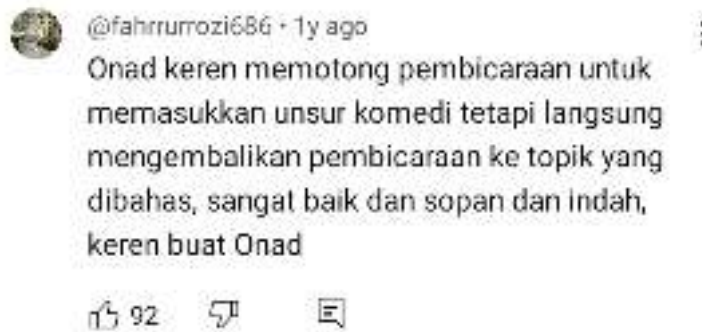 @fahrrurrozi686 • 1y ago
Onad keren memotong pembicaraan untuk
memasukkan unsur komedi tetapi langsung
mengembalikan pembicaraan ke topik yang
dibahas, sangat baik dan sopan dan indah,
keren buat Onad
92